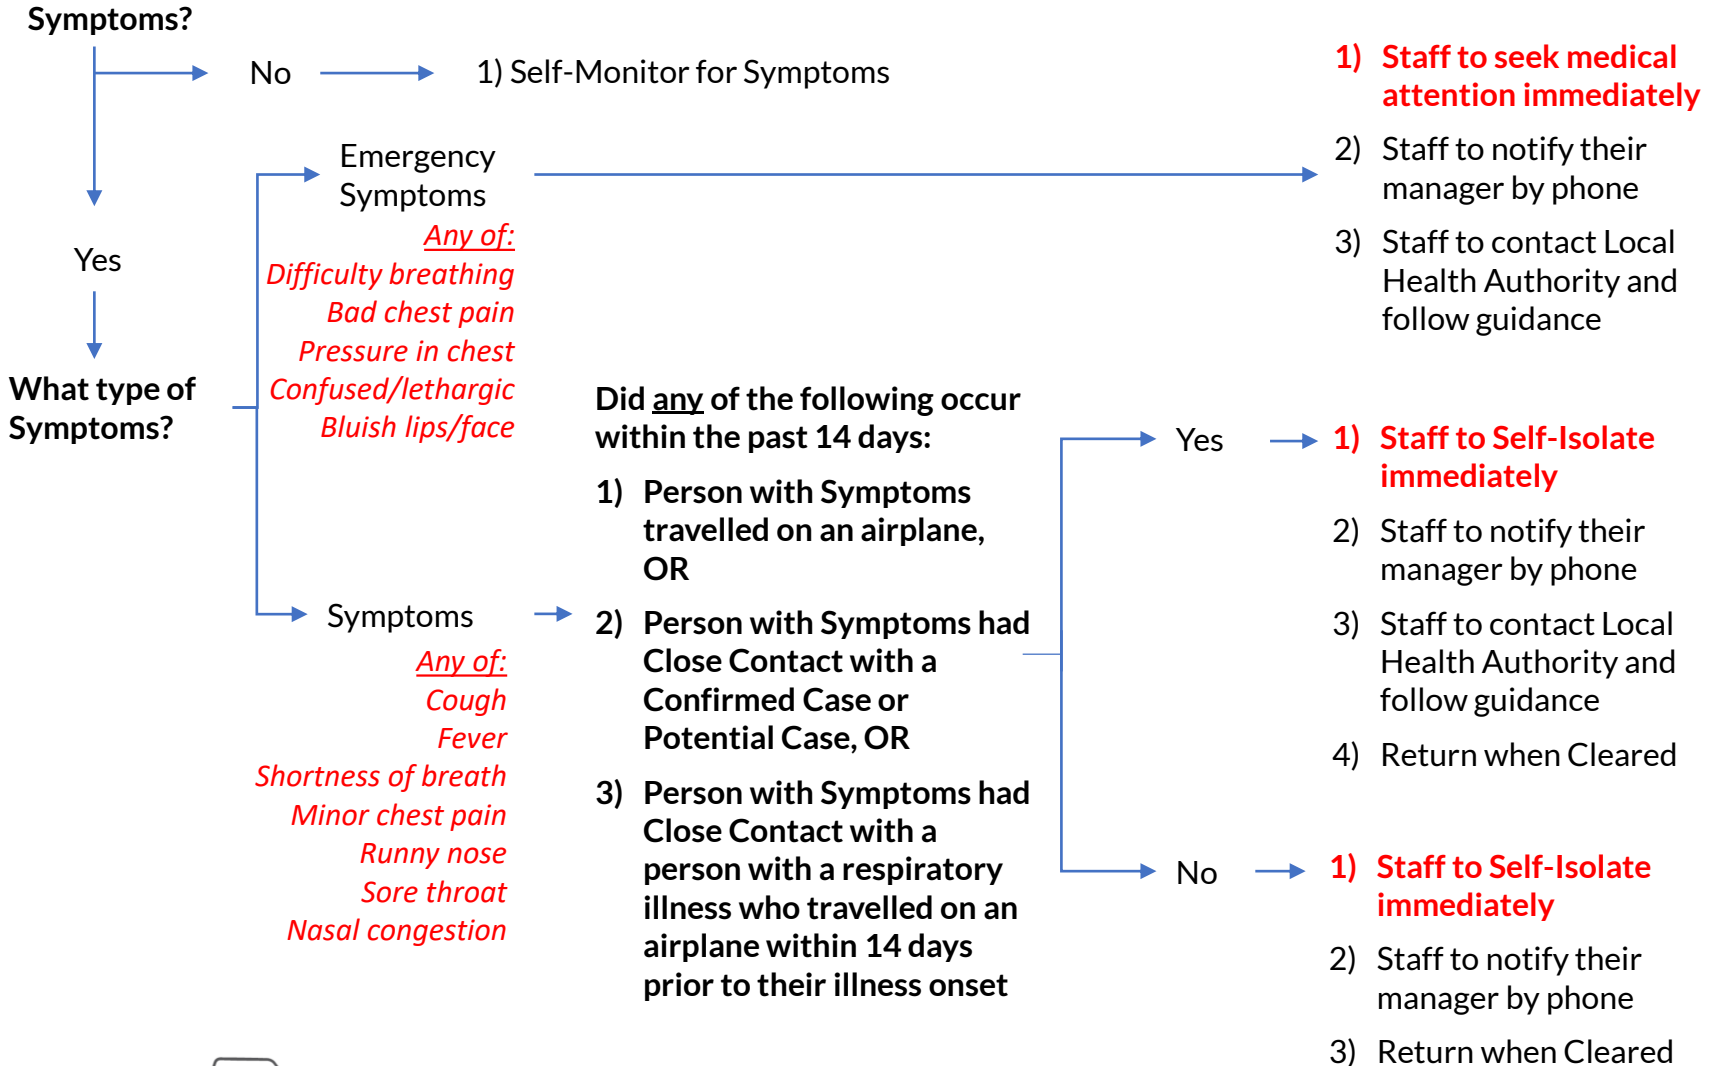 Symptoms?
No
1) Self-Monitor for Symptoms
Yes
What type of
Symptoms?
Emergency
Symptoms
Any of:
Difficulty breathing
Bad chest pain
Pressure in chest
Confused/lethargic
Bluish lips/face
1) Staff to seek medical
attention immediately
2) Staff to notify their
manager by phone
3) Staff to contact Local
Health Authority and
follow guidance
Symptoms
Any of:
Cough
Fever
Shortness of breath
Minor chest pain
Runny nose
Sore throat
Nasal congestion
Did any of the following occur
within the past 14 days:
1) Person with Symptoms
travelled on an airplane,
OR
2) Person with Symptoms had
Close Contact with a
Confirmed Case or
Potential Case, OR
3) Person with Symptoms had
Close Contact with a
person with a respiratory
illness who travelled on an
airplane within 14 days
prior to their illness onset
Yes
1) Staff to Self-Isolate
immediately
2) Staff to notify their
manager by phone
3) Staff to contact Local
Health Authority and
follow guidance
4) Return when Cleared
No
1) Staff to Self-Isolate
immediately
2) Staff to notify their
manager by phone
3) Return when Cleared